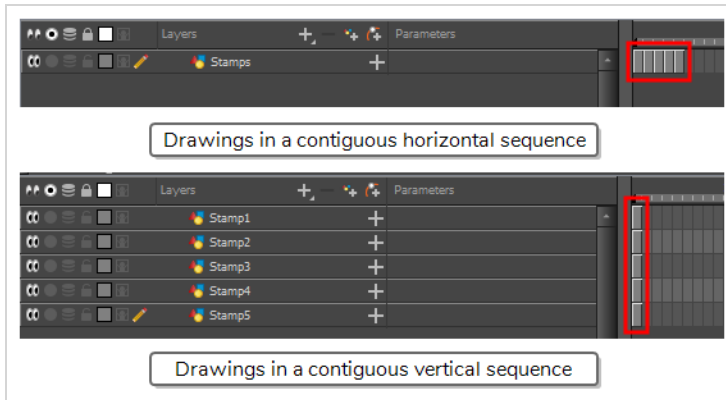 Layers Parameters
Stamps
Drawings in a contiguous horizontal sequence
Layers Parameters
Stamp1
Stamp2
Stamp3
Stamp4
Stamp5
Drawings in a contiguous vertical sequence